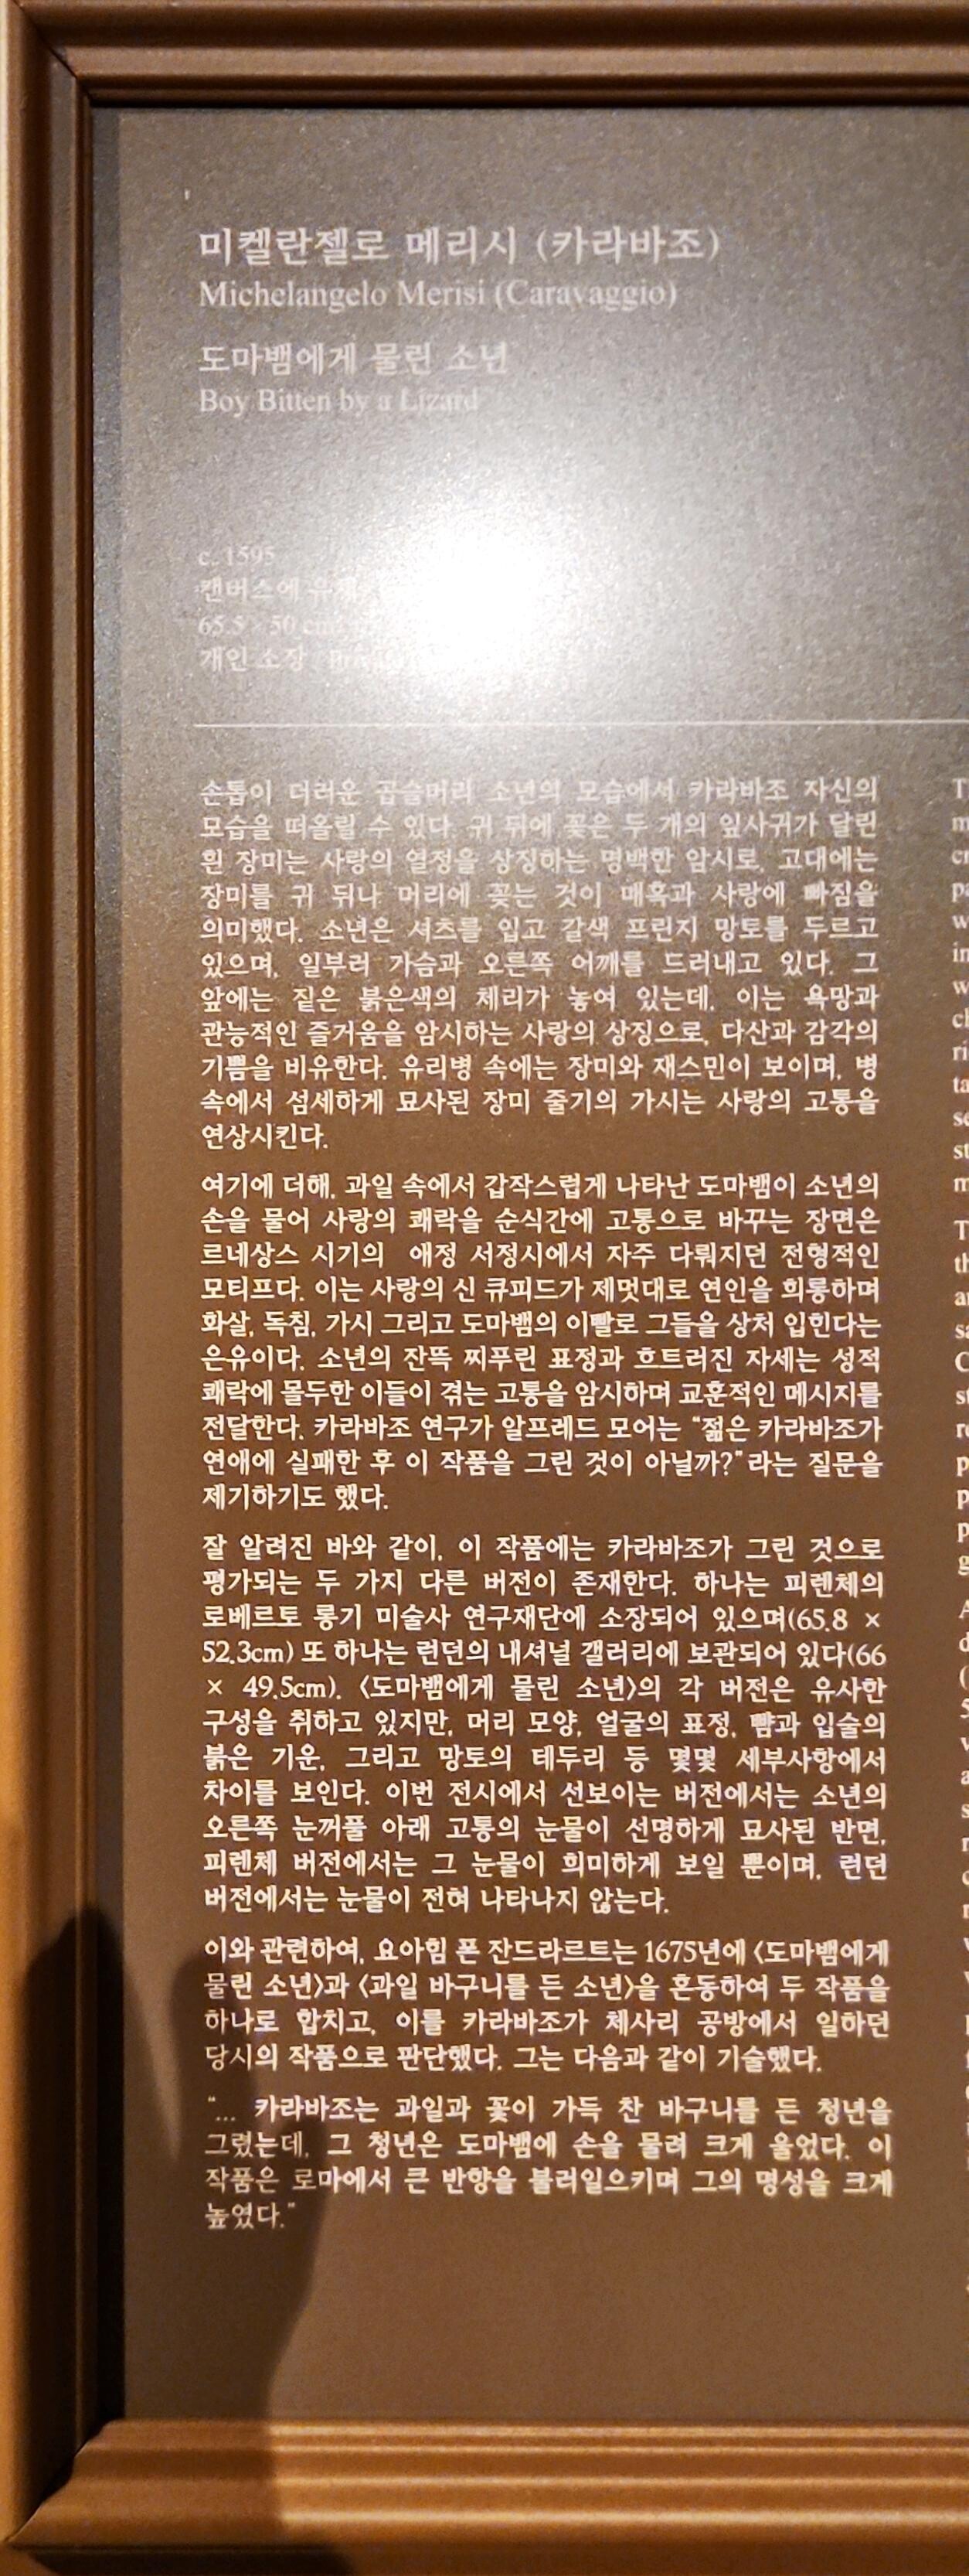 미켈란젤로 메리시 (카라바조)
Michelangelo Merisi (Caravaggio)
도마뱀에게 물린 소년
Boy Bitten by a Lizard
c. 1595
캔버스에 유채
65.5 × 50 cm
개인 소장
손톱이 더러운 곱슬머리 소년의 모습에서 카라바조 자신의
모습을 떠올릴 수 있다. 귀 뒤에 꽂은 두 개의 잎사귀가 달린
흰 장미는 사랑의 열정을 상징하는 명백한 암시로, 고대에는
장미를 귀 뒤나 머리에 꽂는 것이 매혹과 사랑에 빠짐을
의미했다. 소년은 셔츠를 입고 갈색 프린지 망토를 두르고
있으며, 일부러 가슴과 오른쪽 어깨를 드러내고 있다. 그
앞에는 짙은 붉은색의 체리가 놓여 있는데, 이는 욕망과
관능적인 즐거움을 암시하는 사랑의 상징으로, 다산과 감각의
기쁨을 비유한다. 유리병 속에는 장미와 재스민이 보이며, 병
속에서 섬세하게 묘사된 장미 줄기의 가시는 사랑의 고통을
연상시킨다.
여기에 더해, 과일 속에서 갑작스럽게 나타난 도마뱀이 소년의
손을 물어 사랑의 쾌락을 순식간에 고통으로 바꾸는 장면은
르네상스 시기의 애정 서정시에서 자주 다뤄지던 전형적인
모티프다. 이는 사랑의 신 큐피드가 제멋대로 연인을 희롱하며
화살, 독침, 가시 그리고 도마뱀의 이빨로 그들을 상처 입힌다는
은유이다. 소년의 잔뜩 찌푸린 표정과 흐트러진 자세는 성적
쾌락에 몰두한 이들이 겪는 고통을 암시하며 교훈적인 메시지를
전달한다. 카라바조 연구가 알프레드 모어는 “젊은 카라바조가
연애에 실패한 후 이 작품을 그린 것이 아닐까?”라는 질문을
제기하기도 했다.
잘 알려진 바와 같이, 이 작품에는 카라바조가 그린 것으로
평가되는 두 가지 다른 버전이 존재한다. 하나는 피렌체의
로베르토 롱기 미술사 연구재단에 소장되어 있으며(65.8 ×
52.3cm) 또 하나는 런던의 내셔널 갤러리에 보관되어 있다(66
× 49.5cm). 〈도마뱀에게 물린 소년〉의 각 버전은 유사한
구성을 취하고 있지만, 머리 모양, 얼굴의 표정, 뺨과 입술의
붉은 기운, 그리고 망토의 테두리 등 몇몇 세부사항에서
차이를 보인다. 이번 전시에서 선보이는 버전에서는 소년의
오른쪽 눈꺼풀 아래 고통의 눈물이 선명하게 묘사된 반면,
피렌체 버전에서는 그 눈물이 희미하게 보일 뿐이며, 런던
버전에서는 눈물이 전혀 나타나지 않는다.
이와 관련하여, 요아힘 폰 잔드라르트는 1675년에 〈도마뱀에게
물린 소년〉과 〈과일 바구니를 든 소년〉을 혼동하여 두 작품을
하나로 합치고, 이를 카라바조가 체사리 공방에서 일하던
당시의 작품으로 판단했다. 그는 다음과 같이 기술했다.
“... 카라바조는 과일과 꽃이 가득 찬 바구니를 든 청년을
그렸는데, 그 청년은 도마뱀에 손을 물려 크게 울었다. 이
작품은 로마에서 큰 반향을 불러일으키며 그의 명성을 크게
높였다.”